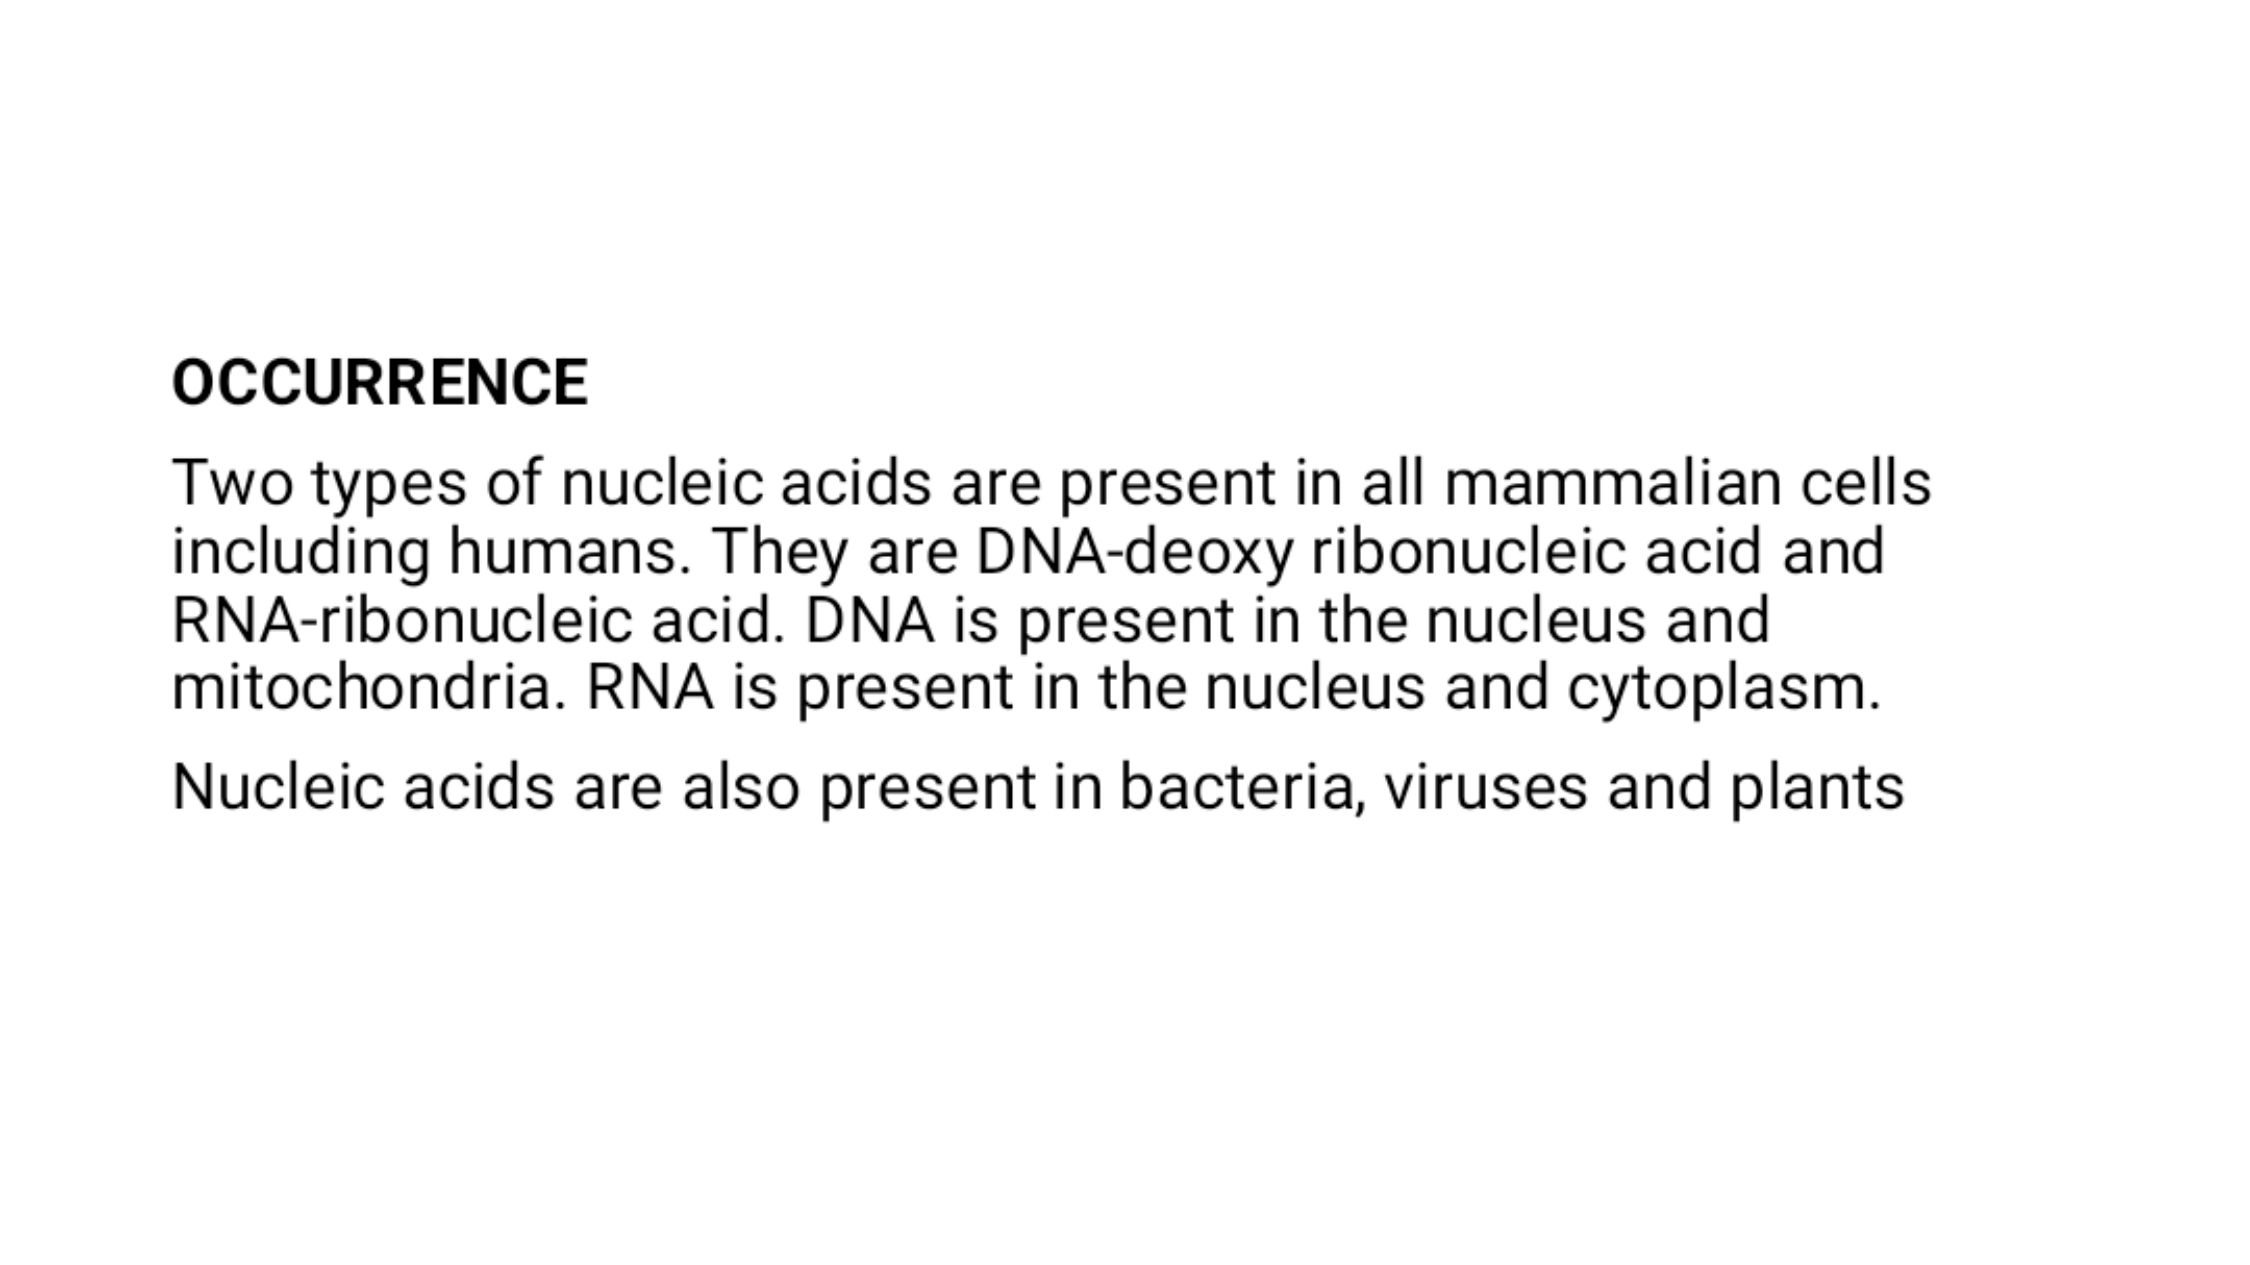 OCCURRENCE
Two types of nucleic acids are present in all mammalian cells
including humans. They are DNA-deoxy ribonucleic acid and
RNA-ribonucleic acid. DNA is present in the nucleus and
mitochondria. RNA is present in the nucleus and cytoplasm.
Nucleic acids are also present in bacteria, viruses and plants